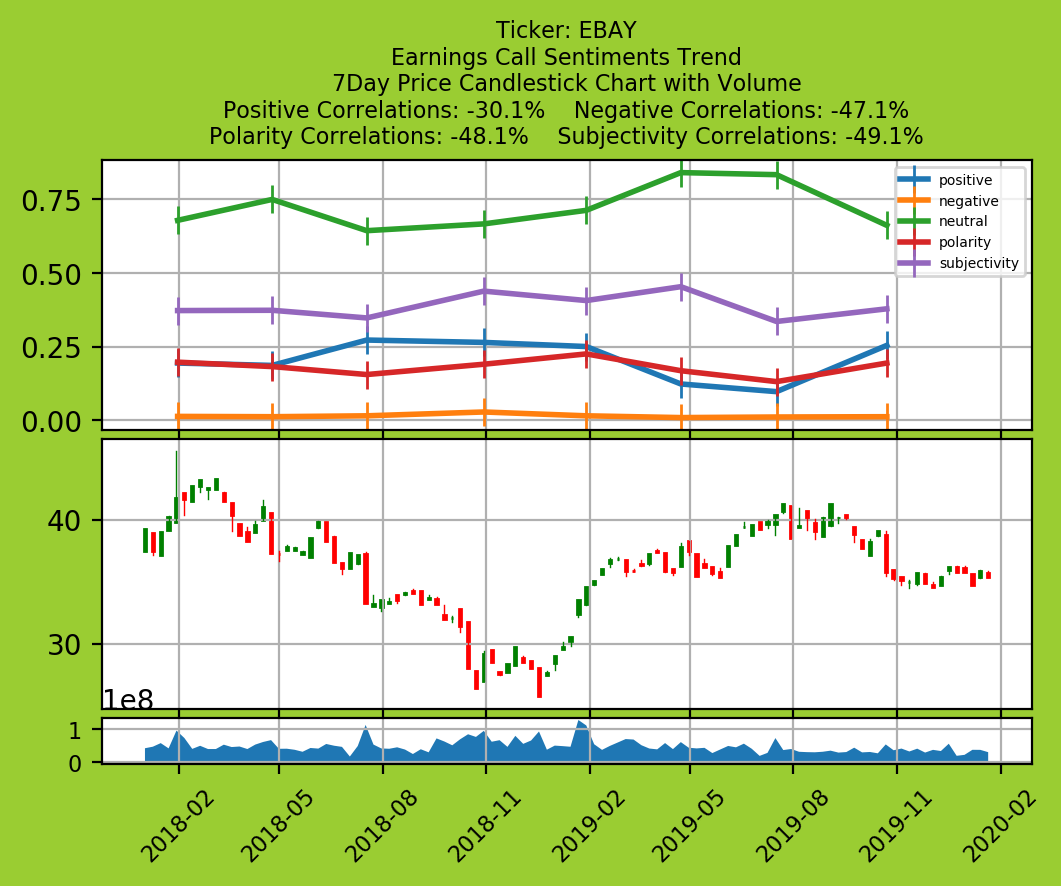 Ticker: EBAY
Earnings Call Sentiments Trend
7Day Price Candlestick Chart with Volume
Positive Correlations: -30.1% Negative Correlations: -47.1%
Polarity Correlations: -48.1% Subjectivity Correlations: -49.1%
0.75
0.50
0.25
0.00
positive
negative
neutral
polarity
subjectivity
40
30
1e8
1
0
2018-02
2018-05
2018-08
2018-11
2019-02
2019-05
2019-08
2019-11
2020-02